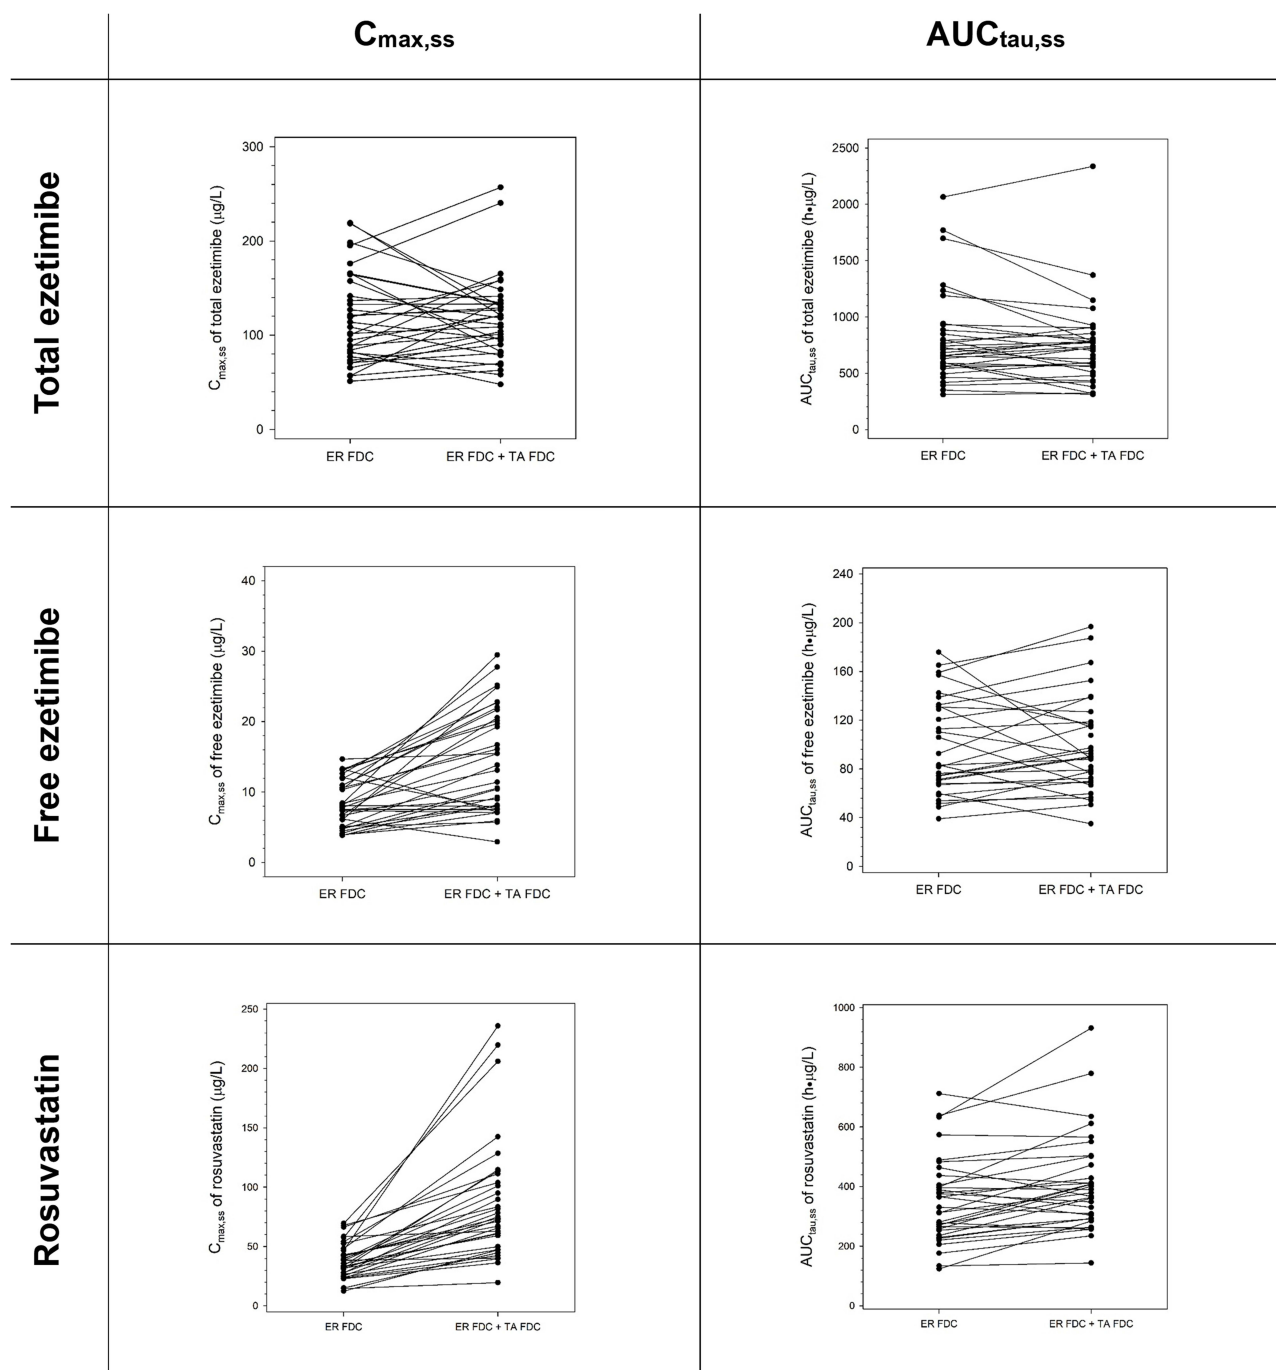 Cmax,ss
AUCtau,ss
Total ezetimibe
Cmax,ss of total ezetimibe (µg/L)
300
200
100
0
ER FDC
ER FDC + TA FDC
AUCtau,ss of total ezetimibe (h•µg/L)
2500
2000
1500
1000
500
0
ER FDC
ER FDC + TA FDC
Free ezetimibe
Cmax,ss of free ezetimibe (µg/L)
40
30
20
10
0
ER FDC
ER FDC + TA FDC
AUCtau,ss of free ezetimibe (h•µg/L)
240
200
160
120
80
40
0
ER FDC
ER FDC + TA FDC
Rosuvastatin
Cmax,ss of rosuvastatin (µg/L)
250
200
150
100
50
0
ER FDC
ER FDC + TA FDC
AUCtau,ss of rosuvastatin (h•µg/L)
1000
800
600
400
200
0
ER FDC
ER FDC + TA FDC